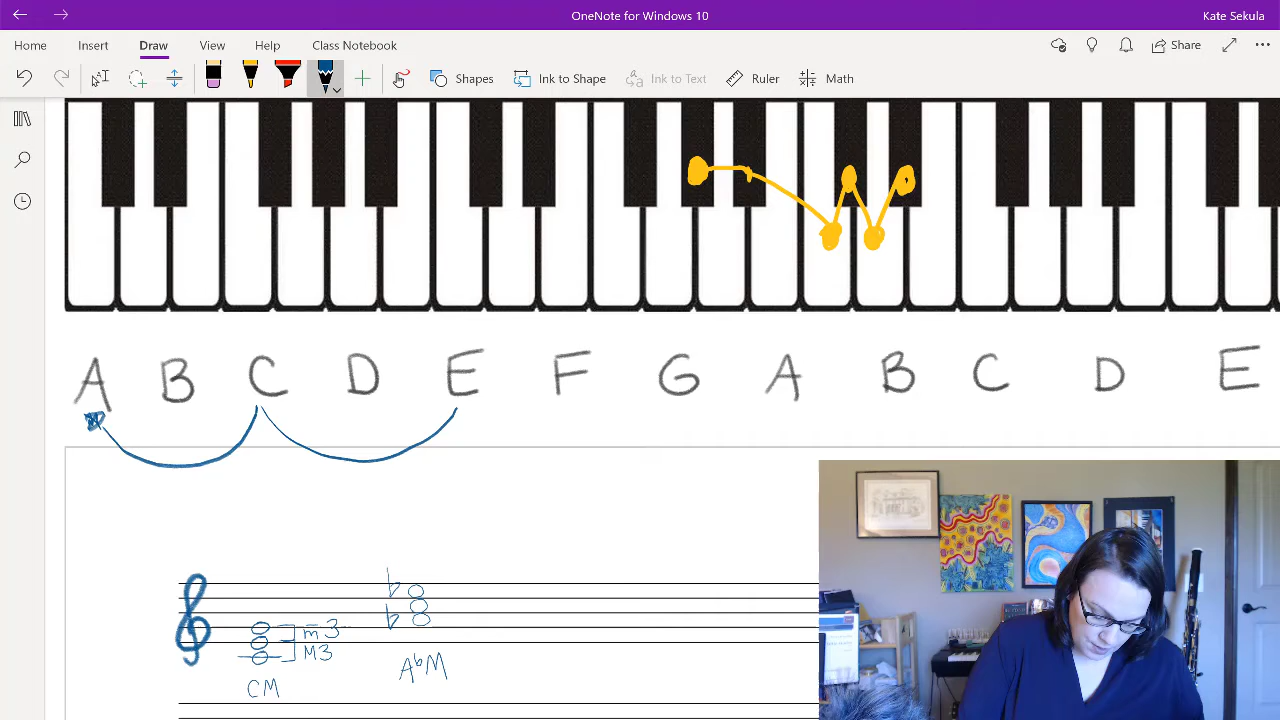 OneNote for Windows 10
Kate Sekula
Home Insert Draw View Help Class Notebook Share
Shapes Ink to Shape Ink to Text Ruler Math
A B C D E F G A B C D E
♭
m3
♭
M3
CM
A♭M